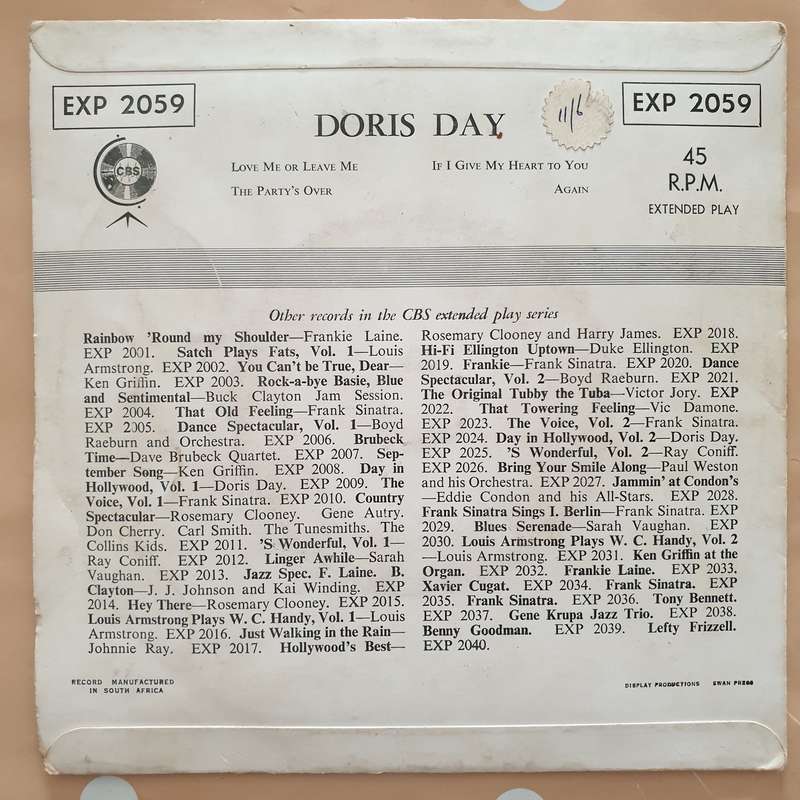 EXP 2059
EXP 2059
DORIS DAY
11/6
CBS
LOVE ME OR LEAVE ME
IF I GIVE MY HEART TO YOU
THE PARTY'S OVER
AGAIN
45
R.P.M.
EXTENDED PLAY
Other records in the CBS extended play series
Rainbow 'Round my Shoulder—Frankie Laine.
EXP 2001. Satch Plays Fats, Vol. 1—Louis
Armstrong. EXP 2002. You Can't be True, Dear—
Ken Griffin. EXP 2003. Rock-a-bye Basie, Blue
and Sentimental—Buck Clayton Jam Session.
EXP 2004. That Old Feeling—Frank Sinatra.
EXP 2005. Dance Spectacular, Vol. 1—Boyd
Raeburn and Orchestra. EXP 2006. Brubeck
Time—Dave Brubeck Quartet. EXP 2007. Sep-
tember Song—Ken Griffin. EXP 2008. Day in
Hollywood, Vol. 1—Doris Day. EXP 2009. The
Voice, Vol. 1—Frank Sinatra. EXP 2010. Country
Spectacular—Rosemary Clooney. Gene Autry.
Don Cherry. Carl Smith. The Tunesmiths. The
Collins Kids. EXP 2011. 'S Wonderful, Vol. 1—
Ray Coniff. EXP 2012. Linger Awhile—Sarah
Vaughan. EXP 2013. Jazz Spec. F. Laine. B.
Clayton—J. J. Johnson and Kai Winding. EXP
2014. Hey There—Rosemary Clooney. EXP 2015.
Louis Armstrong Plays W. C. Handy, Vol. 1—Louis
Armstrong. EXP 2016. Just Walking in the Rain—
Johnnie Ray. EXP 2017. Hollywood's Best—
Rosemary Clooney and Harry James. EXP 2018.
Hi-Fi Ellington Uptown—Duke Ellington. EXP
2019. Frankie—Frank Sinatra. EXP 2020. Dance
Spectacular, Vol. 2—Boyd Raeburn. EXP 2021.
The Original Tubby the Tuba—Victor Jory. EXP
2022. That Towering Feeling—Vic Damone.
EXP 2023. The Voice, Vol. 2—Frank Sinatra.
EXP 2024. Day in Hollywood, Vol. 2—Doris Day.
EXP 2025. 'S Wonderful, Vol. 2—Ray Coniff.
EXP 2026. Bring Your Smile Along—Paul Weston
and his Orchestra. EXP 2027. Jammin' at Condon's
—Eddie Condon and his All-Stars. EXP 2028.
Frank Sinatra Sings I. Berlin—Frank Sinatra. EXP
2029. Blues Serenade—Sarah Vaughan. EXP
2030. Louis Armstrong Plays W. C. Handy, Vol. 2
—Louis Armstrong. EXP 2031. Ken Griffin at the
Organ. EXP 2032. Frankie Laine. EXP 2033.
Xavier Cugat. EXP 2034. Frank Sinatra. EXP
2035. Frank Sinatra. EXP 2036. Tony Bennett.
EXP 2037. Gene Krupa Jazz Trio. EXP 2038.
Benny Goodman. EXP 2039. Lefty Frizzell.
EXP 2040.
RECORD MANUFACTURED
IN SOUTH AFRICA
DISPLAY PRODUCTIONS SWAN PRESS